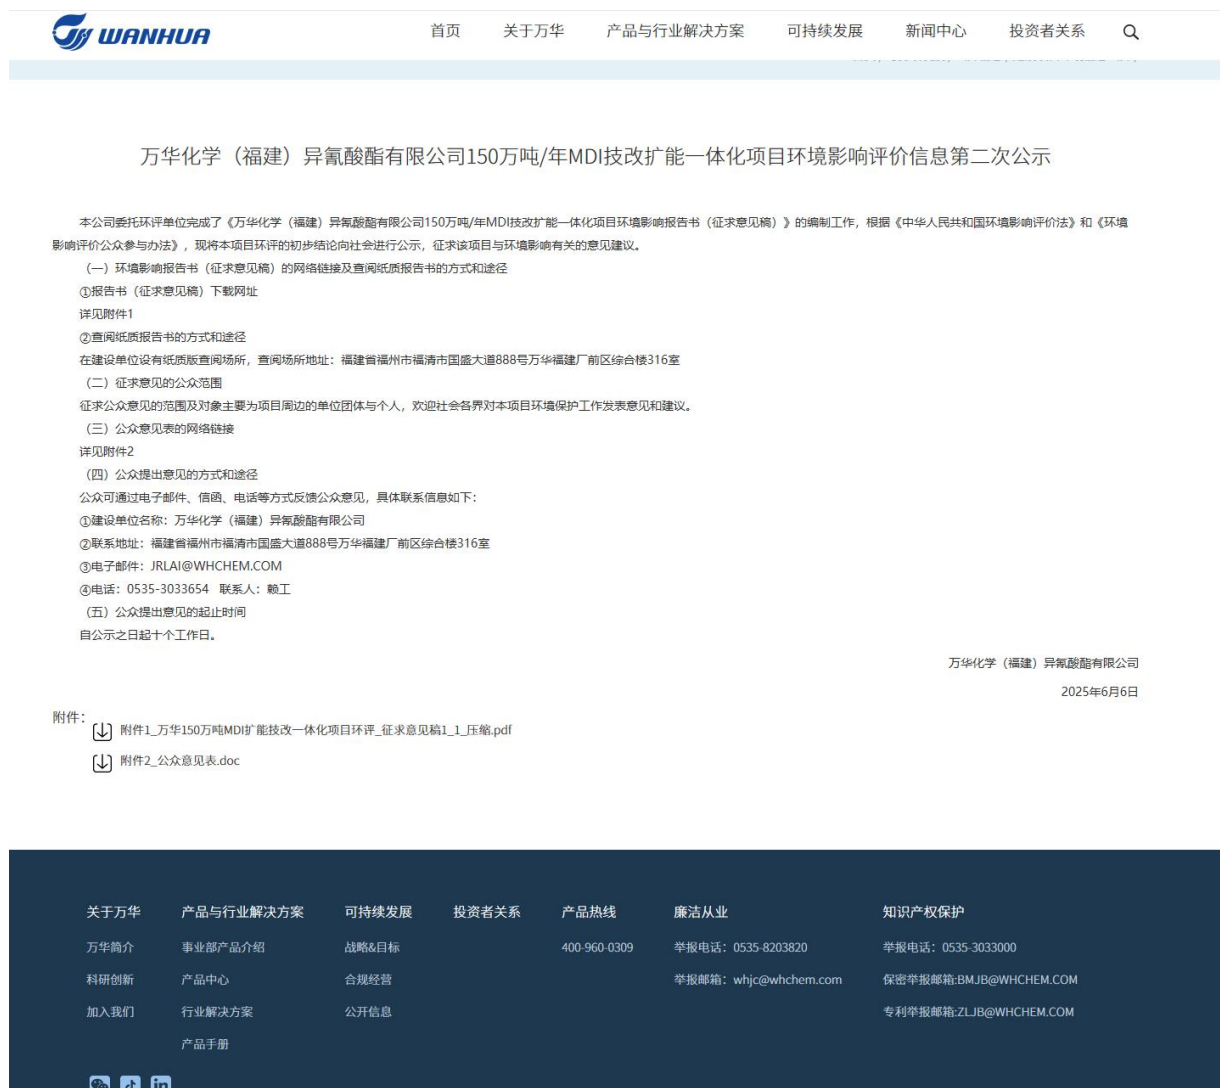 WANHUA
首页 关于万华 产品与行业解决方案 可持续发展 新闻中心 投资者关系
万华化学（福建）异氰酸酯有限公司150万吨/年MDI技改扩能一体化项目环境影响评价信息第二次公示
本公司委托环评单位完成了《万华化学（福建）异氰酸酯有限公司150万吨/年MDI技改扩能一体化项目环境影响报告书（征求意见稿）》的编制工作，根据《中华人民共和国环境影响评价法》和《环境
影响评价公众参与办法》，现将本项目环评的初步结论向社会进行公示，征求该项目与环境影响有关的意见建议。
（一）环境影响报告书（征求意见稿）的网络链接及查阅纸质报告书的方式和途径
①报告书（征求意见稿）下载网址
详见附件1
②查阅纸质报告书的方式和途径
在建设单位设有纸质版查阅场所，查阅场所地址：福建省福州市福清市国盛大道888号万华福建厂前区综合楼316室
（二）征求意见的公众范围
征求公众意见的范围及对象主要为项目周边的单位团体与个人，欢迎社会各界对本项目环境保护工作发表意见和建议。
（三）公众意见表的网络链接
详见附件2
（四）公众提出意见的方式和途径
公众可通过电子邮件、信函、电话等方式反馈公众意见，具体联系信息如下：
①建设单位名称：万华化学（福建）异氰酸酯有限公司
②联系地址：福建省福州市福清市国盛大道888号万华福建厂前区综合楼316室
③电子邮件：JRLAI@WHCHEM.COM
④电话：0535-3033654 联系人：赖工
（五）公众提出意见的起止时间
自公示之日起十个工作日。
万华化学（福建）异氰酸酯有限公司
2025年6月6日
附件：
附件1_万华150万吨MDI扩能技改一体化项目环评_征求意见稿1_1_压缩.pdf
附件2_公众意见表.doc
关于万华 产品与行业解决方案 可持续发展 投资者关系 产品热线 廉洁从业 知识产权保护
万华简介 事业部产品介绍 战略&目标 400-960-0309 举报电话：0535-8203820 举报电话：0535-3033000
科研创新 产品中心 合规经营 举报邮箱：whjc@whchem.com 保密举报邮箱:BMJB@WHCHEM.COM
加入我们 行业解决方案 公开信息 专利举报邮箱:ZLJB@WHCHEM.COM
产品手册